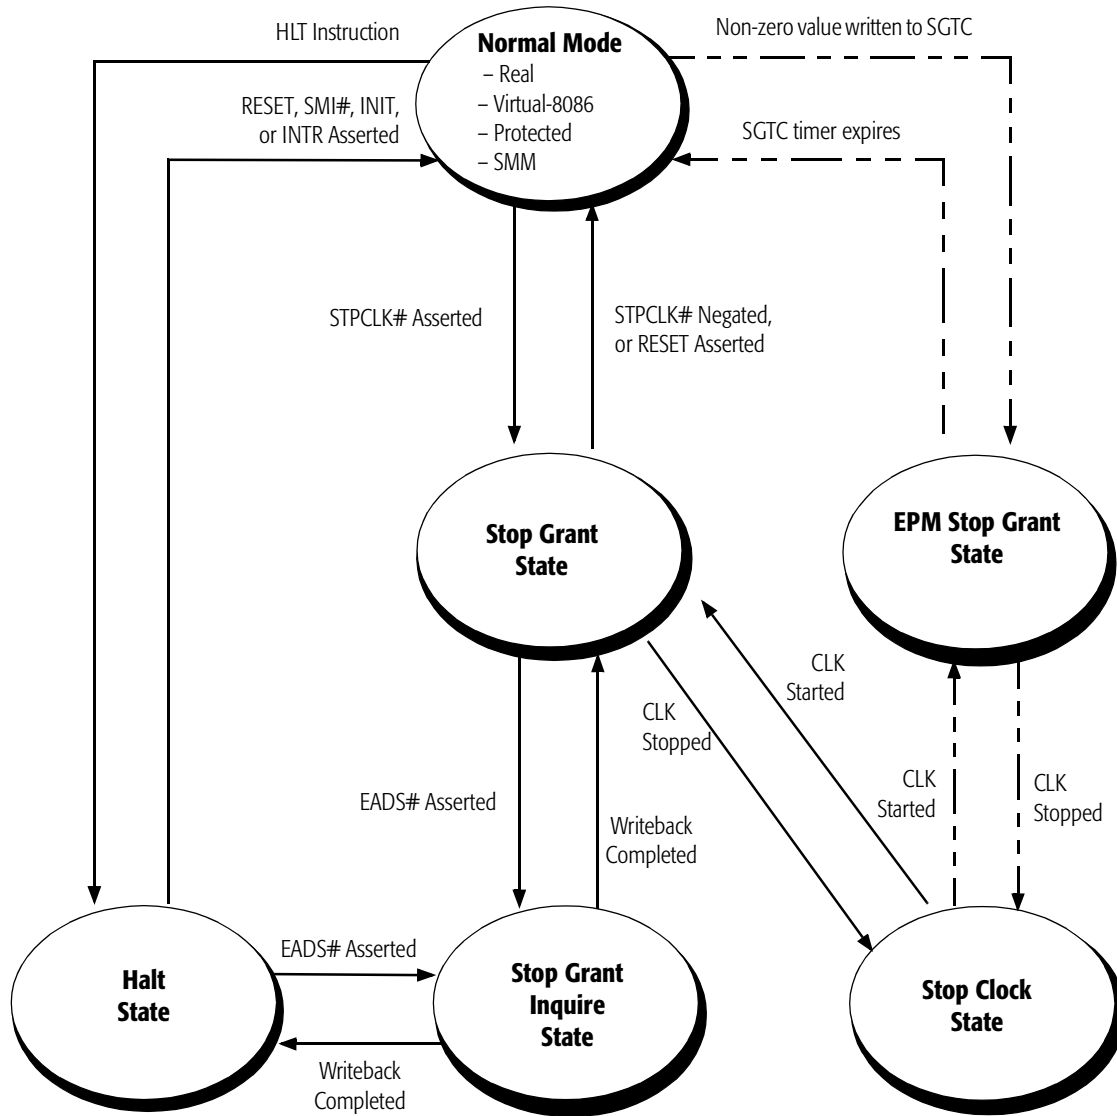 HLT Instruction
Normal Mode
– Real
– Virtual-8086
– Protected
– SMM
Non-zero value written to SGTC
RESET, SMI#, INIT,
or INTR Asserted
SGTC timer expires
STPCLK# Asserted
STPCLK# Negated,
or RESET Asserted
Stop Grant
State
EPM Stop Grant
State
CLK
Started
CLK
Stopped
EADS# Asserted
Writeback
Completed
CLK
Started
CLK
Stopped
Halt
State
EADS# Asserted
Stop Grant
Inquire
State
Stop Clock
State
Writeback
Completed